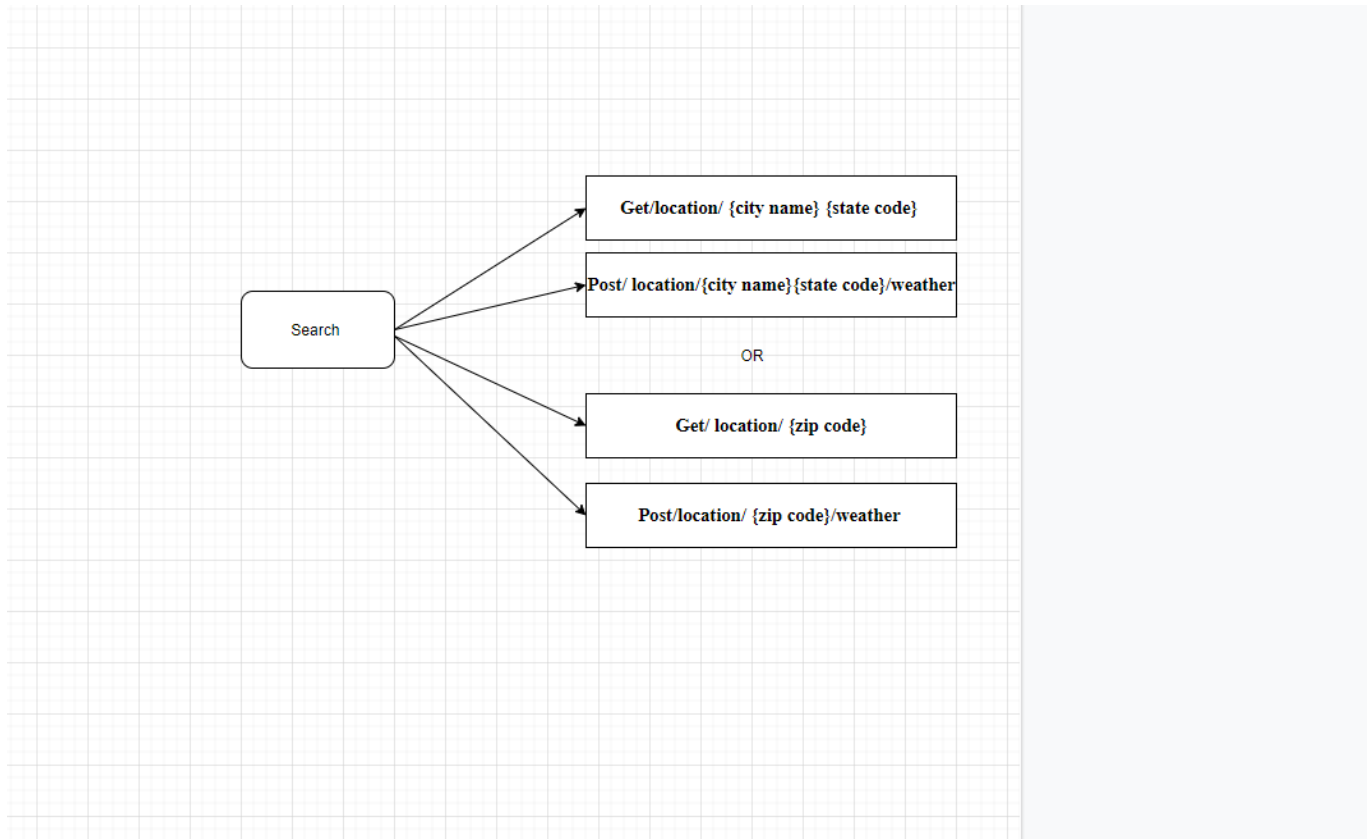 Get/location/ {city name} {state code}
Post/ location/{city name}{state code}/weather
Search
OR
Get/ location/ {zip code}
Post/location/ {zip code}/weather